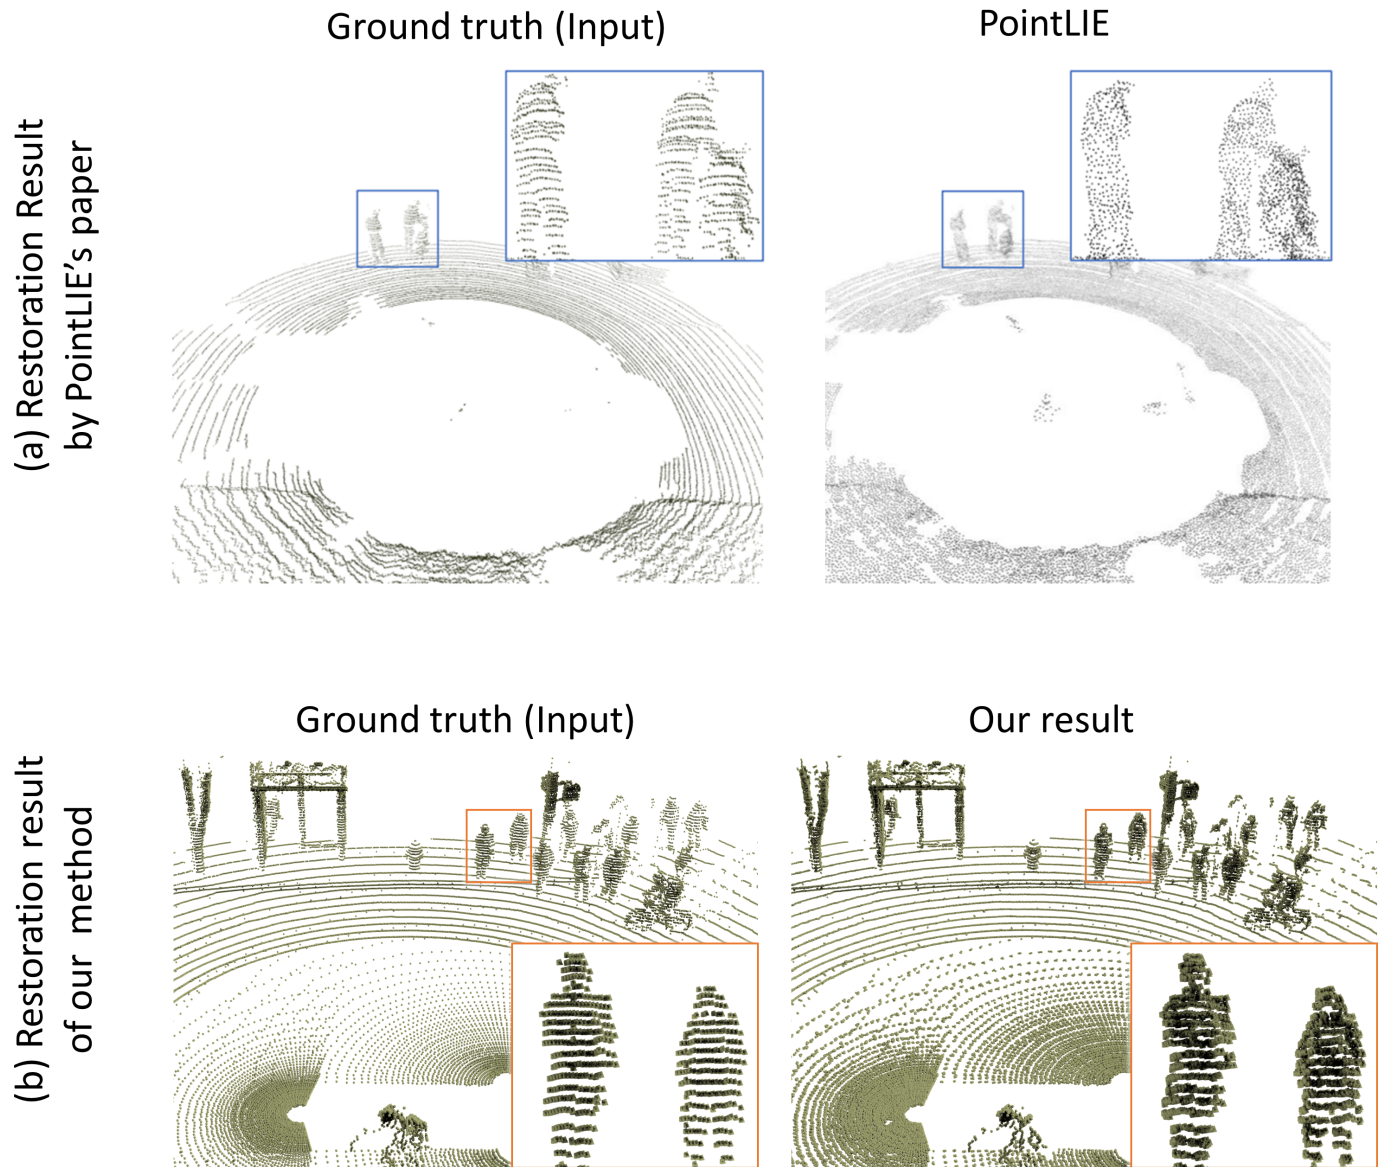 Ground truth (Input)
PointLIE
(a) Restoration Result
by PointLIE's paper
Ground truth (Input)
Our result
(b) Restoration result
of our method